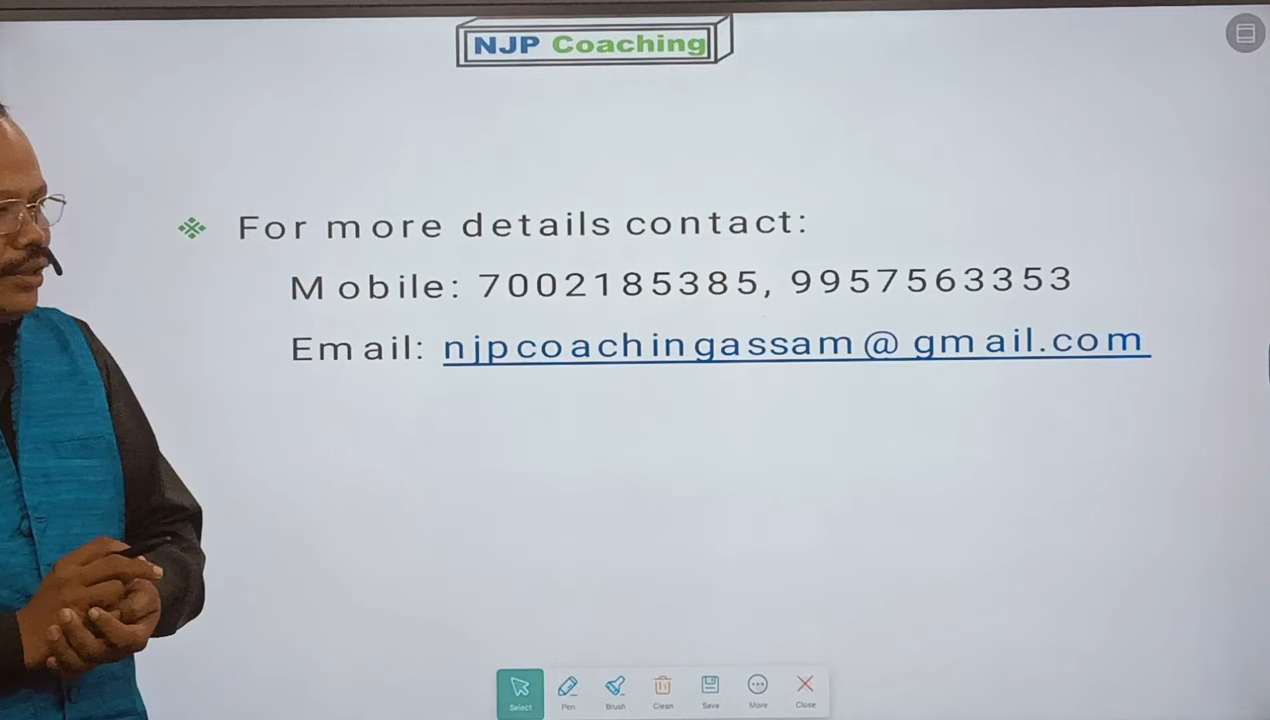 NJP Coaching
For more details contact:
Mobile: 7002185385, 9957563353
Email: njpcoachingassam@gmail.com
Select Pen Brush Clean Save More Close